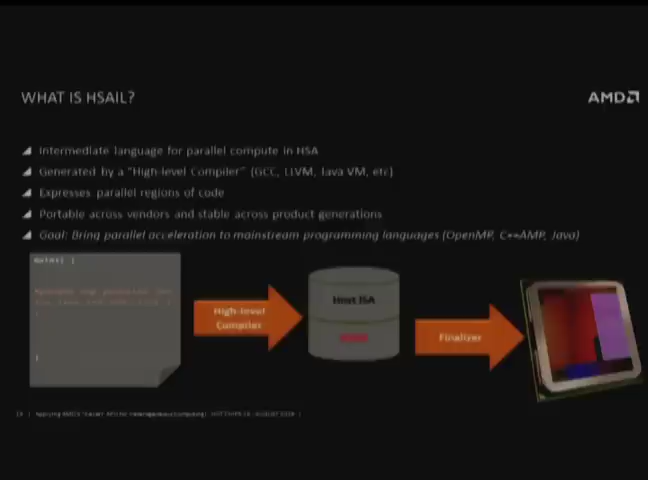 WHAT IS HSAIL?
AMD
Intermediate language for parallel compute in HSA
Generated by a "High-level Compiler" (GCC, LLVM, Java VM, etc)
Expresses parallel regions of code
Portable across vendors and stable across product generations
Goal: Bring parallel acceleration to mainstream programming languages (OpenMP, C++AMP, Java)
High-level
Compiler
Host ISA
Finalizer